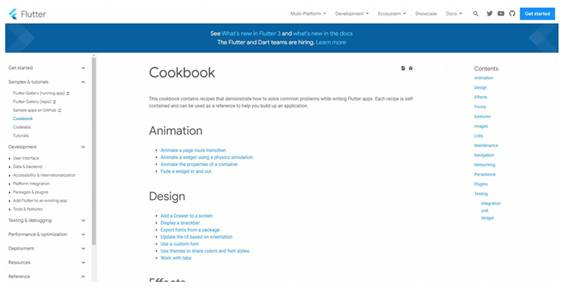 Flutter
Multi-Platform Development Ecosystem Showcase Docs Get started
See What's new in Flutter 3 and what's new in the docs
The Flutter and Dart teams are hiring. Learn more
Get started
Samples & tutorials
Flutter Gallery [running app]
Flutter Gallery [repo]
Sample apps on GitHub
Cookbook
Codelabs
Tutorials
Development
User interface
Data & backend
Accessibility & internationalization
Platform integration
Packages & plugins
Add Flutter to an existing app
Tools & features
Testing & debugging
Performance & optimization
Deployment
Resources
Reference
Cookbook
This cookbook contains recipes that demonstrate how to solve common problems while writing Flutter apps. Each recipe is self-
contained and can be used as a reference to help you build up an application.
Animation
Animate a page route transition
Animate a widget using a physics simulation
Animate the properties of a container
Fade a widget in and out
Design
Add a Drawer to a screen
Display a snackbar
Export fonts from a package
Update the UI based on orientation
Use a custom font
Use themes to share colors and font styles
Work with tabs
Effects
Contents
Animation
Design
Effects
Forms
Gestures
Images
Lists
Maintenance
Navigation
Networking
Persistence
Plugins
Testing
Integration
Unit
Widget